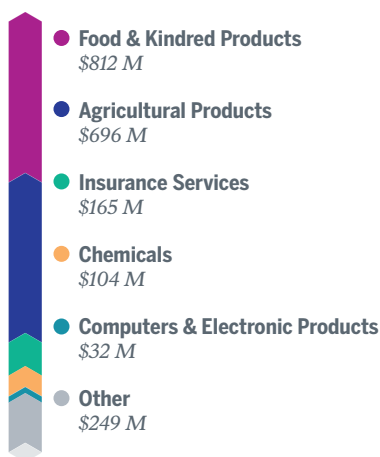 Food & Kindred Products
$812 M
Agricultural Products
$696 M
Insurance Services
$165 M
Chemicals
$104 M
Computers & Electronic Products
$32 M
Other
$249 M